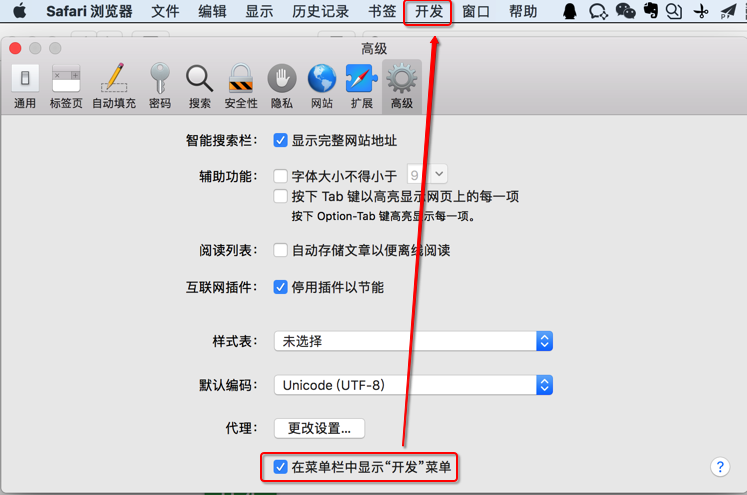 Safari 浏览器 文件 编辑 显示 历史记录 书签 开发 窗口 帮助
高级
通用 标签页 自动填充 密码 搜索 安全性 隐私 网站 扩展 高级
智能搜索栏： 显示完整网站地址
辅助功能： 字体大小不得小于 9
按下 Tab 键以高亮显示网页上的每一项
按下 Option-Tab 键高亮显示每一项。
阅读列表： 自动存储文章以便离线阅读
互联网插件： 停用插件以节能
样式表： 未选择
默认编码： Unicode (UTF-8)
代理： 更改设置...
在菜单栏中显示“开发”菜单
?